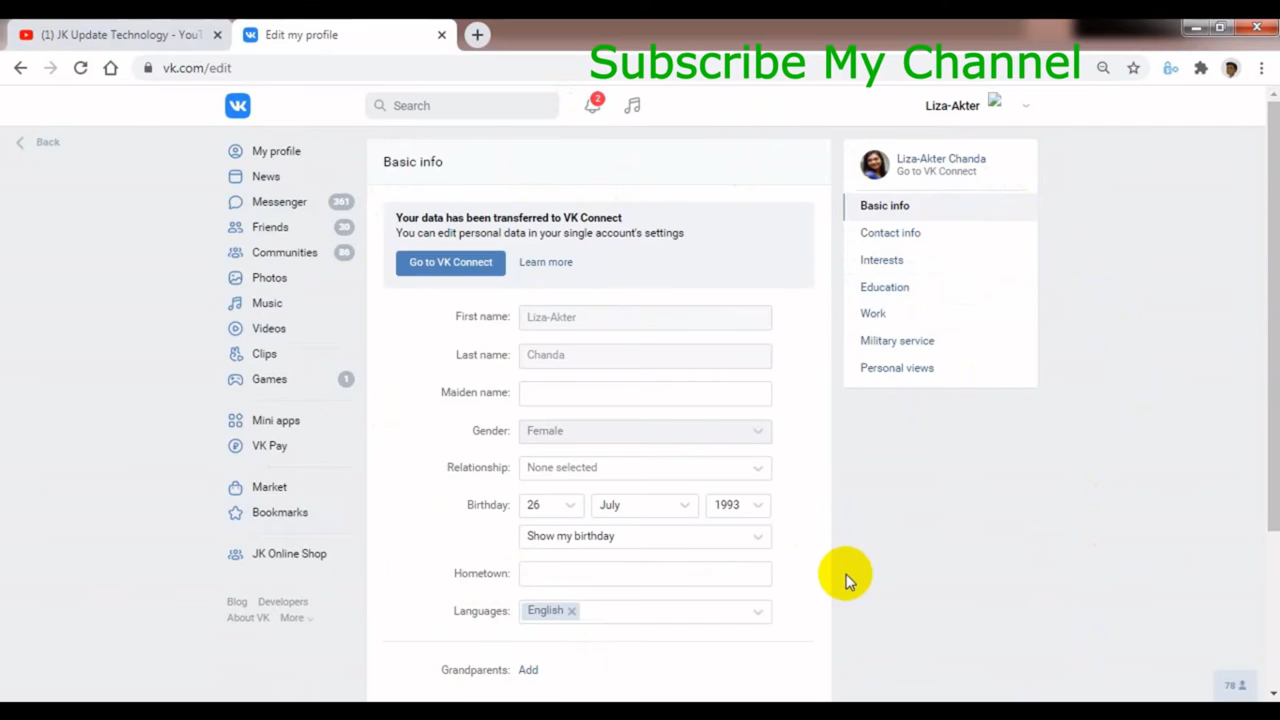 (1) JK Update Technology - YouT
Edit my profile
vk.com/edit
Subscribe My Channel
Search
2
Liza-Akter
Back
My profile
News
Messenger 361
Friends 30
Communities 86
Photos
Music
Videos
Clips
Games 1
Mini apps
VK Pay
Market
Bookmarks
JK Online Shop
Blog Developers
About VK More
Basic info
Your data has been transferred to VK Connect
You can edit personal data in your single account's settings
Go to VK Connect Learn more
First name: Liza-Akter
Last name: Chanda
Maiden name:
Gender: Female
Relationship: None selected
Birthday: 26 July 1993
Show my birthday
Hometown:
Languages: English
Grandparents: Add
Liza-Akter Chanda
Go to VK Connect
Basic info
Contact info
Interests
Education
Work
Military service
Personal views
78